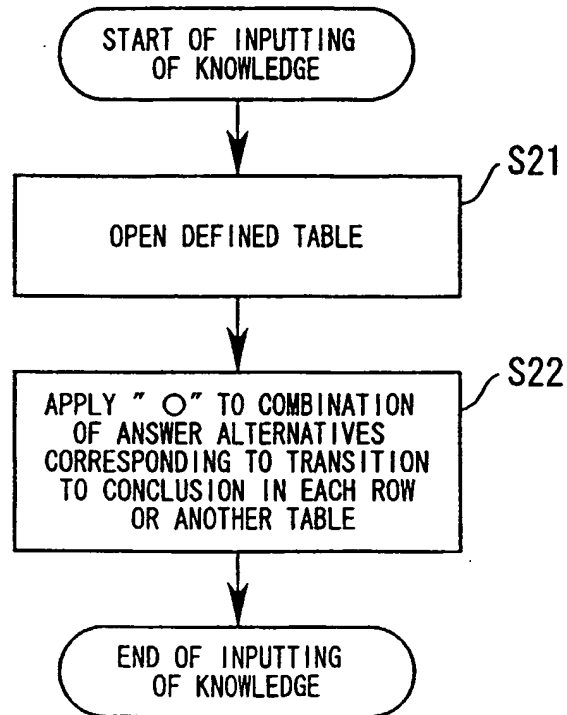 START OF INPUTTING
OF KNOWLEDGE
S21
OPEN DEFINED TABLE
S22
APPLY " ○" TO COMBINATION
OF ANSWER ALTERNATIVES
CORRESPONDING TO TRANSITION
TO CONCLUSION IN EACH ROW
OR ANOTHER TABLE
END OF INPUTTING
OF KNOWLEDGE